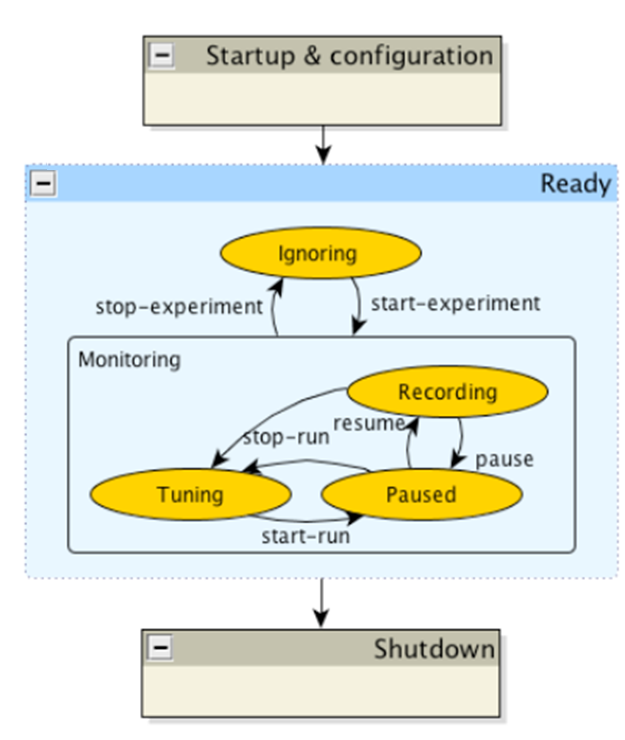 Startup & configuration
Ready
Ignoring
stop-experiment
start-experiment
Monitoring
Recording
resume
stop-run
pause
Tuning
Paused
start-run
Shutdown